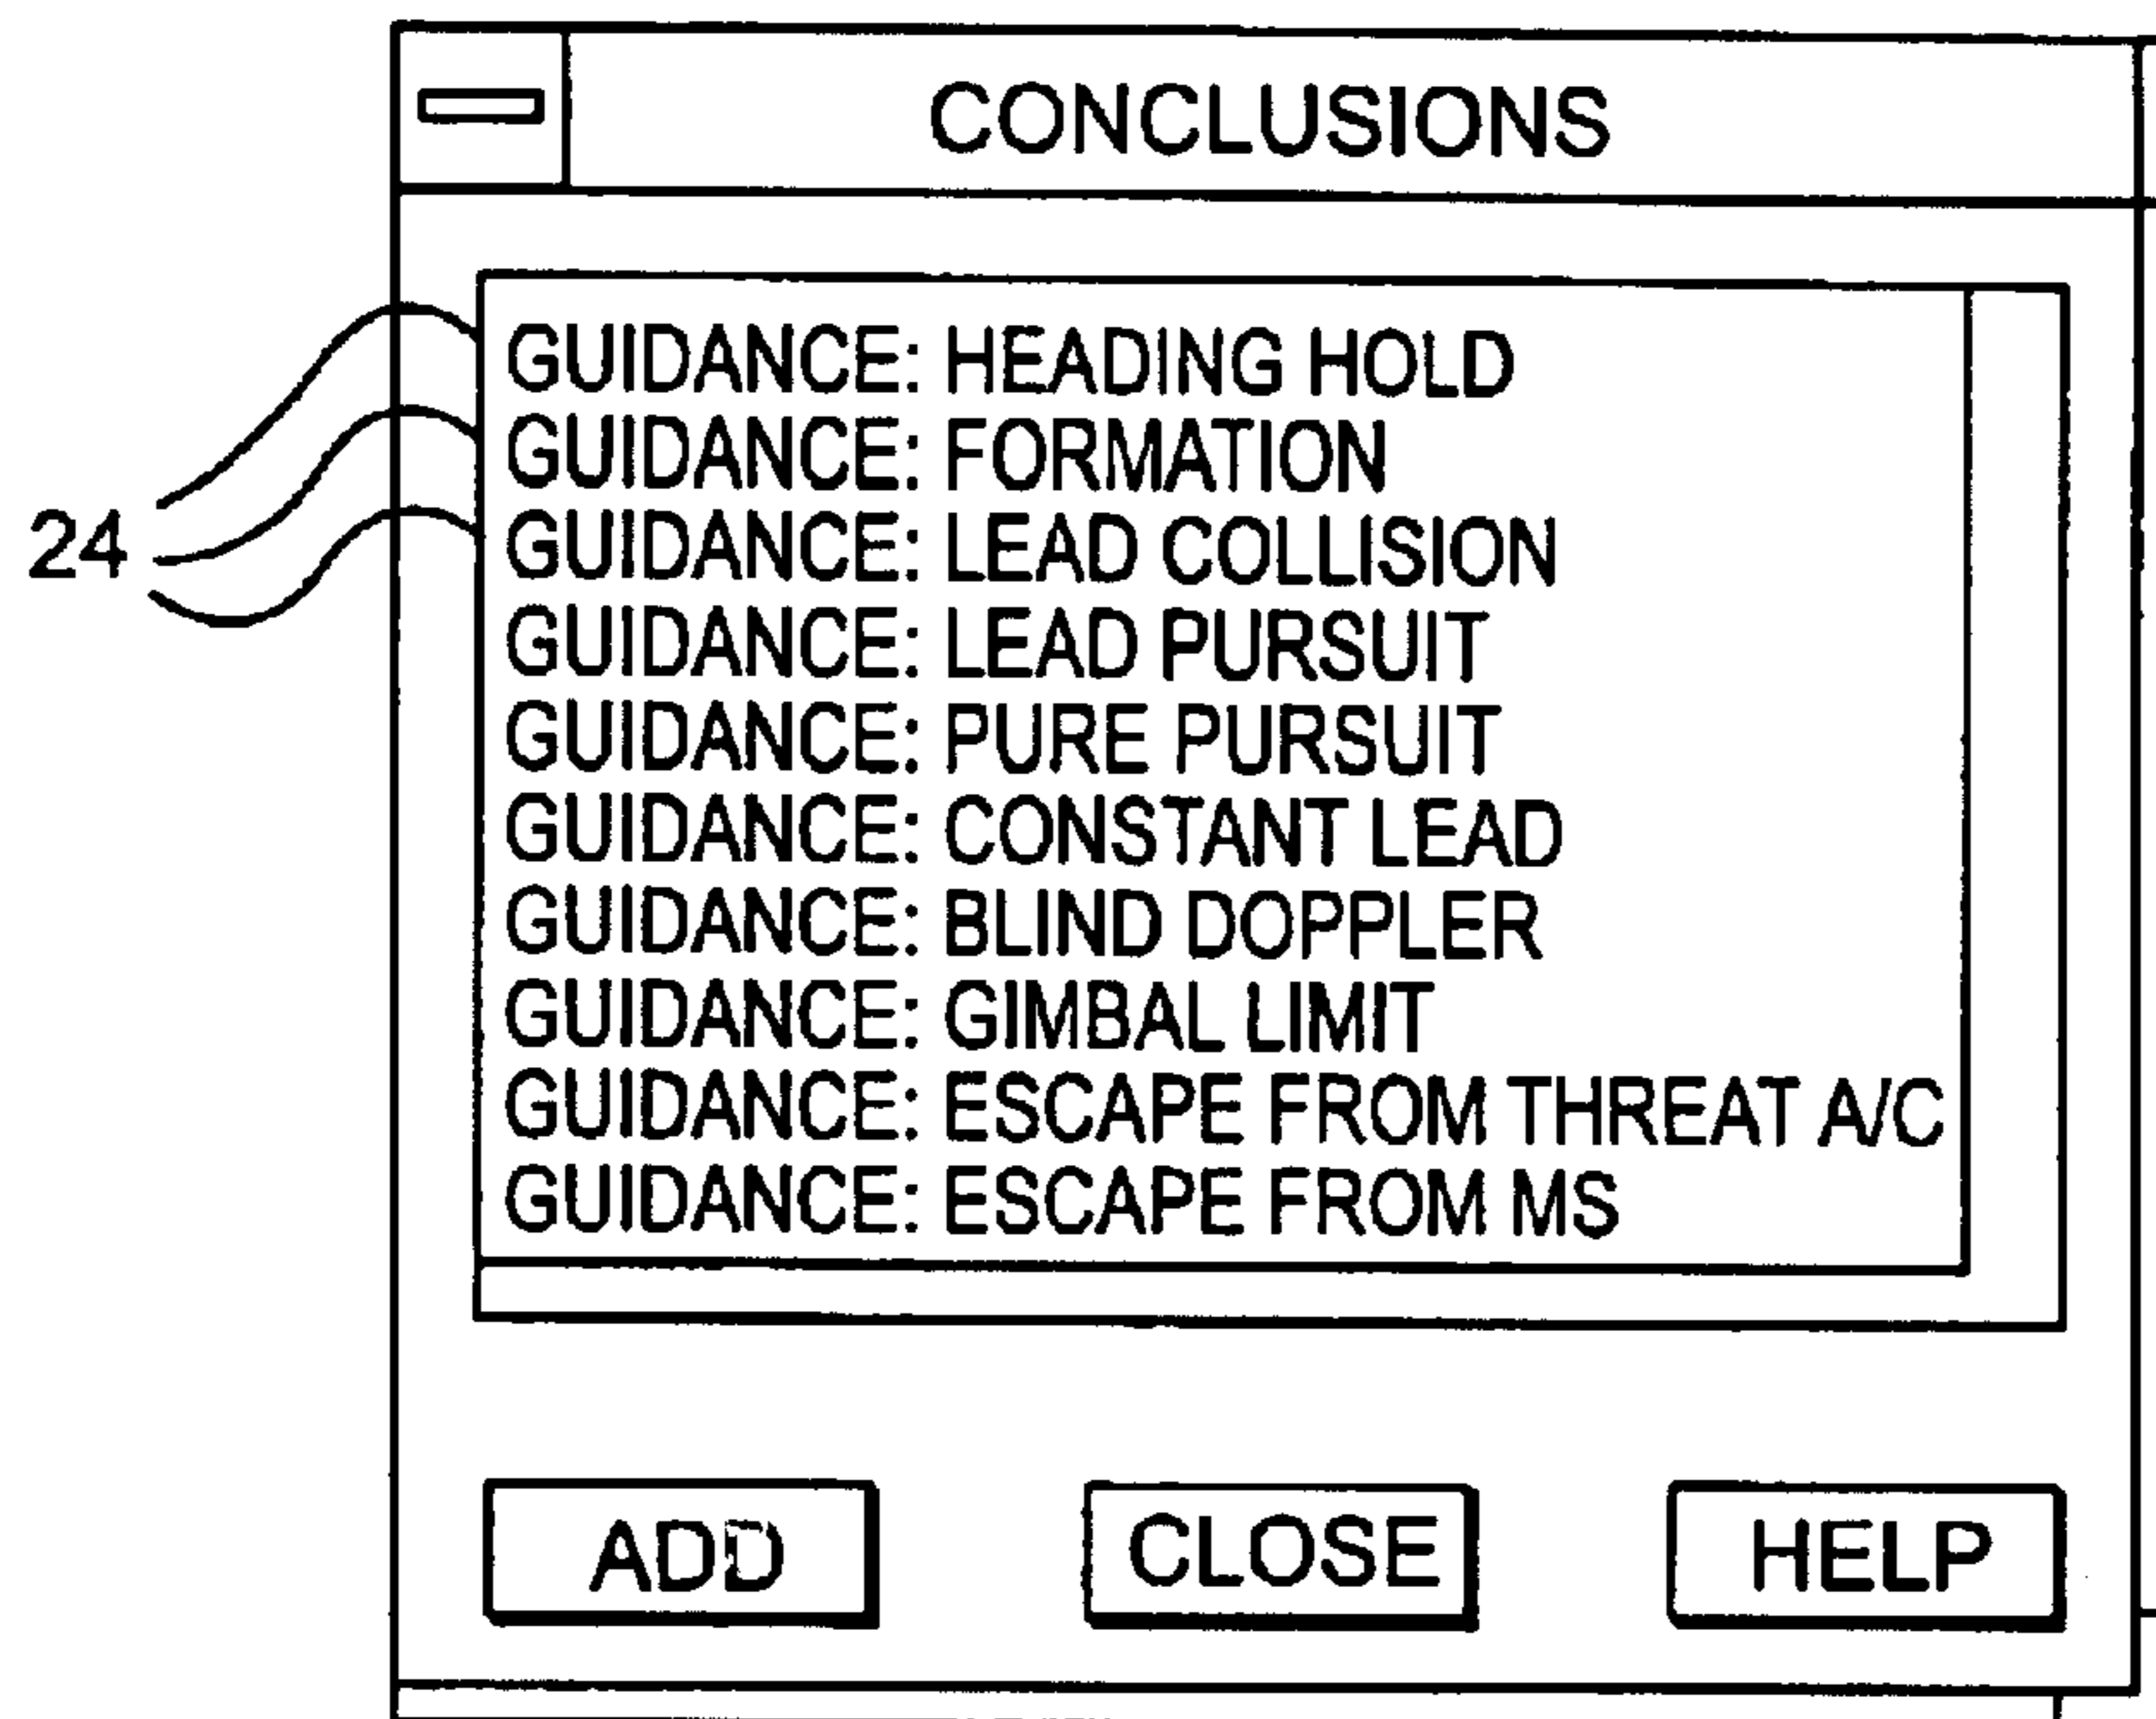 CONCLUSIONS
GUIDANCE: HEADING HOLD
GUIDANCE: FORMATION
GUIDANCE: LEAD COLLISION
24
GUIDANCE: LEAD PURSUIT
GUIDANCE: PURE PURSUIT
GUIDANCE: CONSTANT LEAD
GUIDANCE: BLIND DOPPLER
GUIDANCE: GIMBAL LIMIT
GUIDANCE: ESCAPE FROM THREAT A/C
GUIDANCE: ESCAPE FROM MS
ADD
CLOSE
HELP